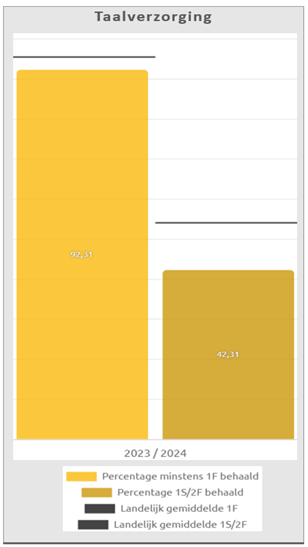 Taalverzorging
92,31
42,31
2023 / 2024
Percentage minstens 1F behaald
Percentage 1S/2F behaald
Landelijk gemiddelde 1F
Landelijk gemiddelde 1S/2F